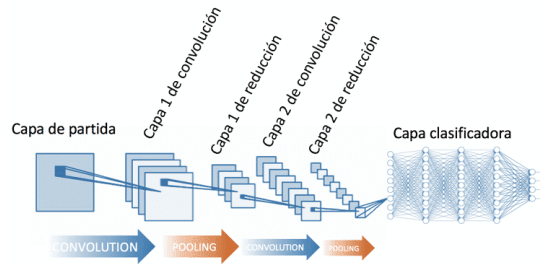 Capa de partida
Capa 1 de convolución
Capa 1 de reducción
Capa 2 de convolución
Capa 2 de reducción
Capa clasificadora
CONVOLUTION
POOLING
CONVOLUTION
POOLING